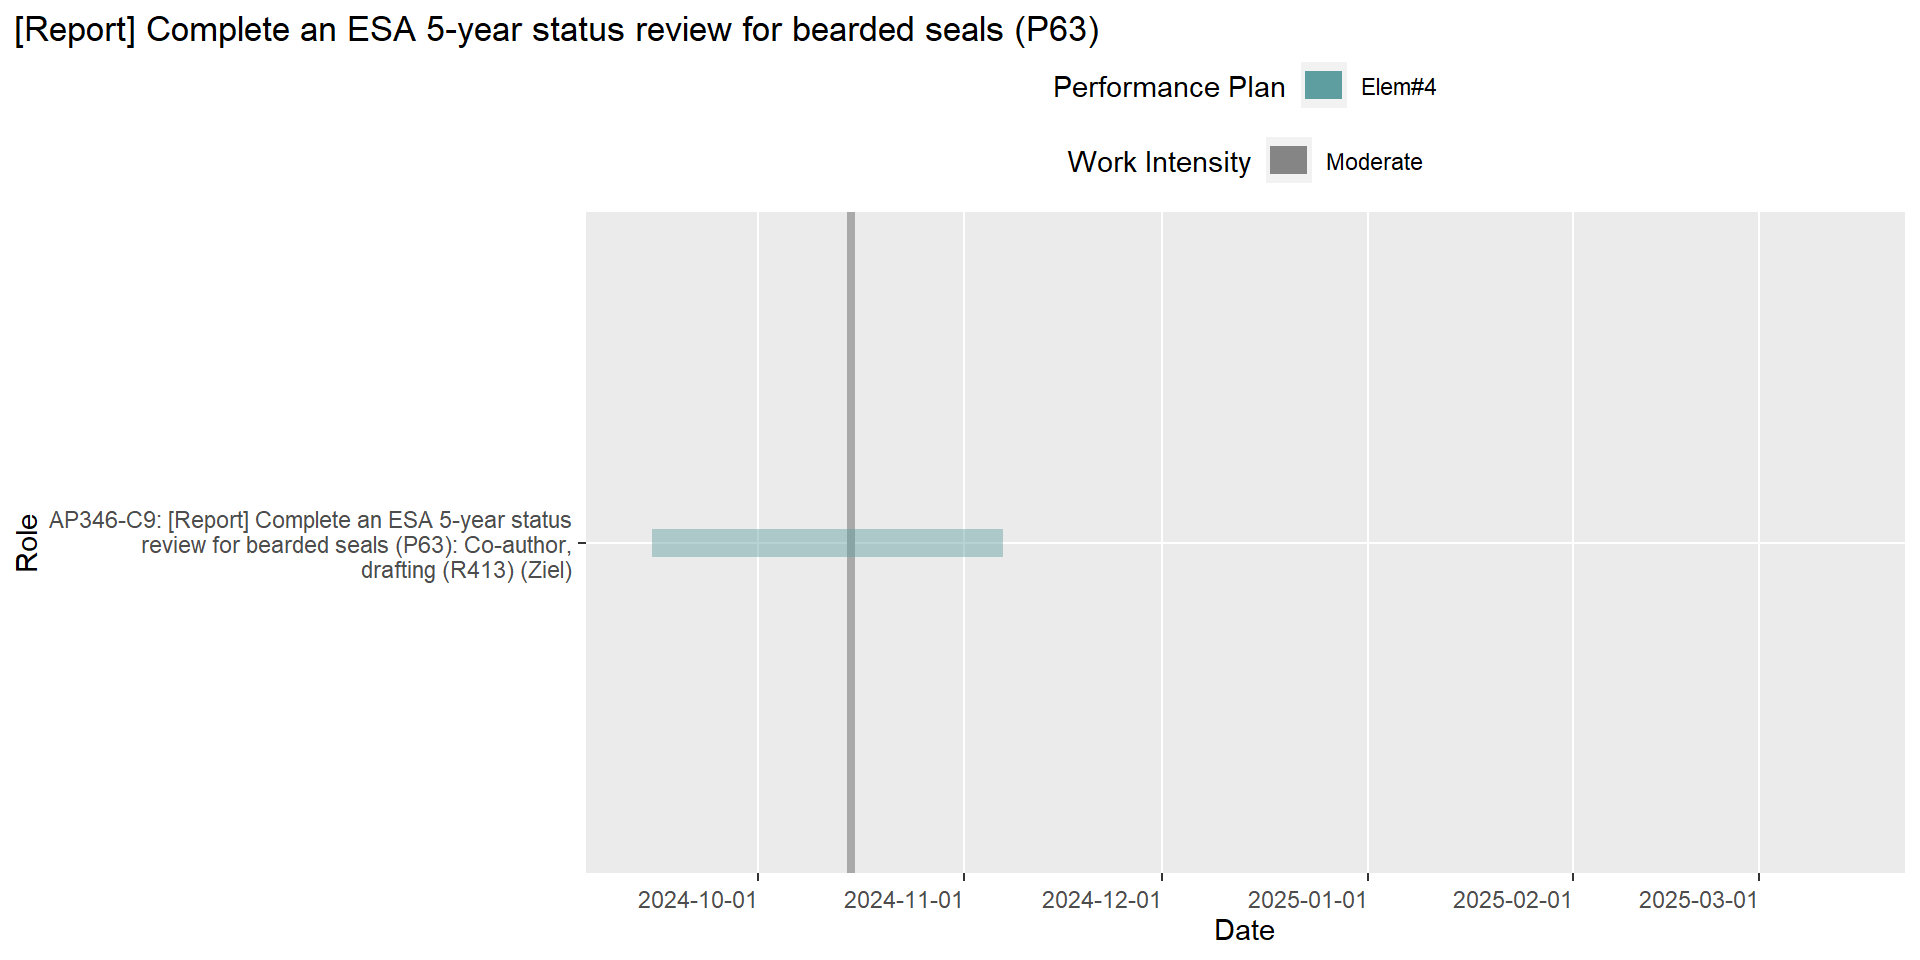 [Report] Complete an ESA 5-year status review for bearded seals (P63)
Performance Plan Elem#4
Work Intensity Moderate
Role
AP346-C9: [Report] Complete an ESA 5-year status
review for bearded seals (P63): Co-author,
drafting (R413) (Ziel)
2024-10-01 2024-11-01 2024-12-01 2025-01-01 2025-02-01 2025-03-01
Date